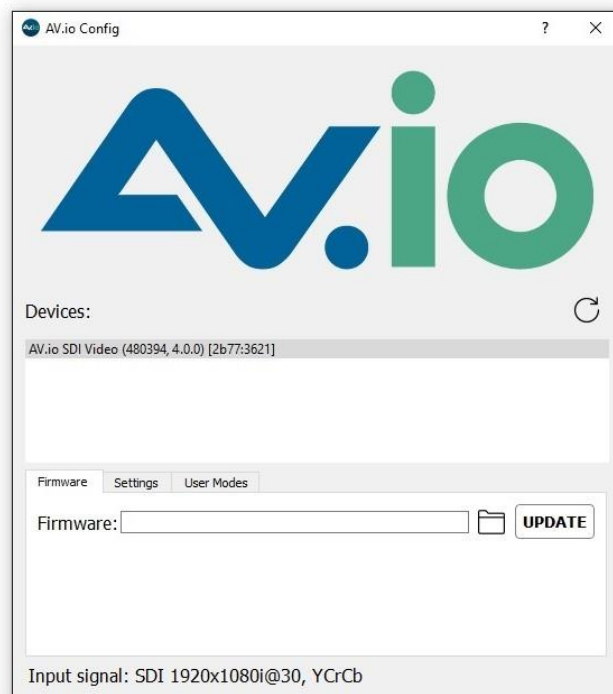 AV.io Config
AV.io
Devices:
AV.io SDI Video (480394, 4.0.0) [2b77:3621]
Firmware Settings User Modes
Firmware: UPDATE
Input signal: SDI 1920x1080i@30, YCrCb